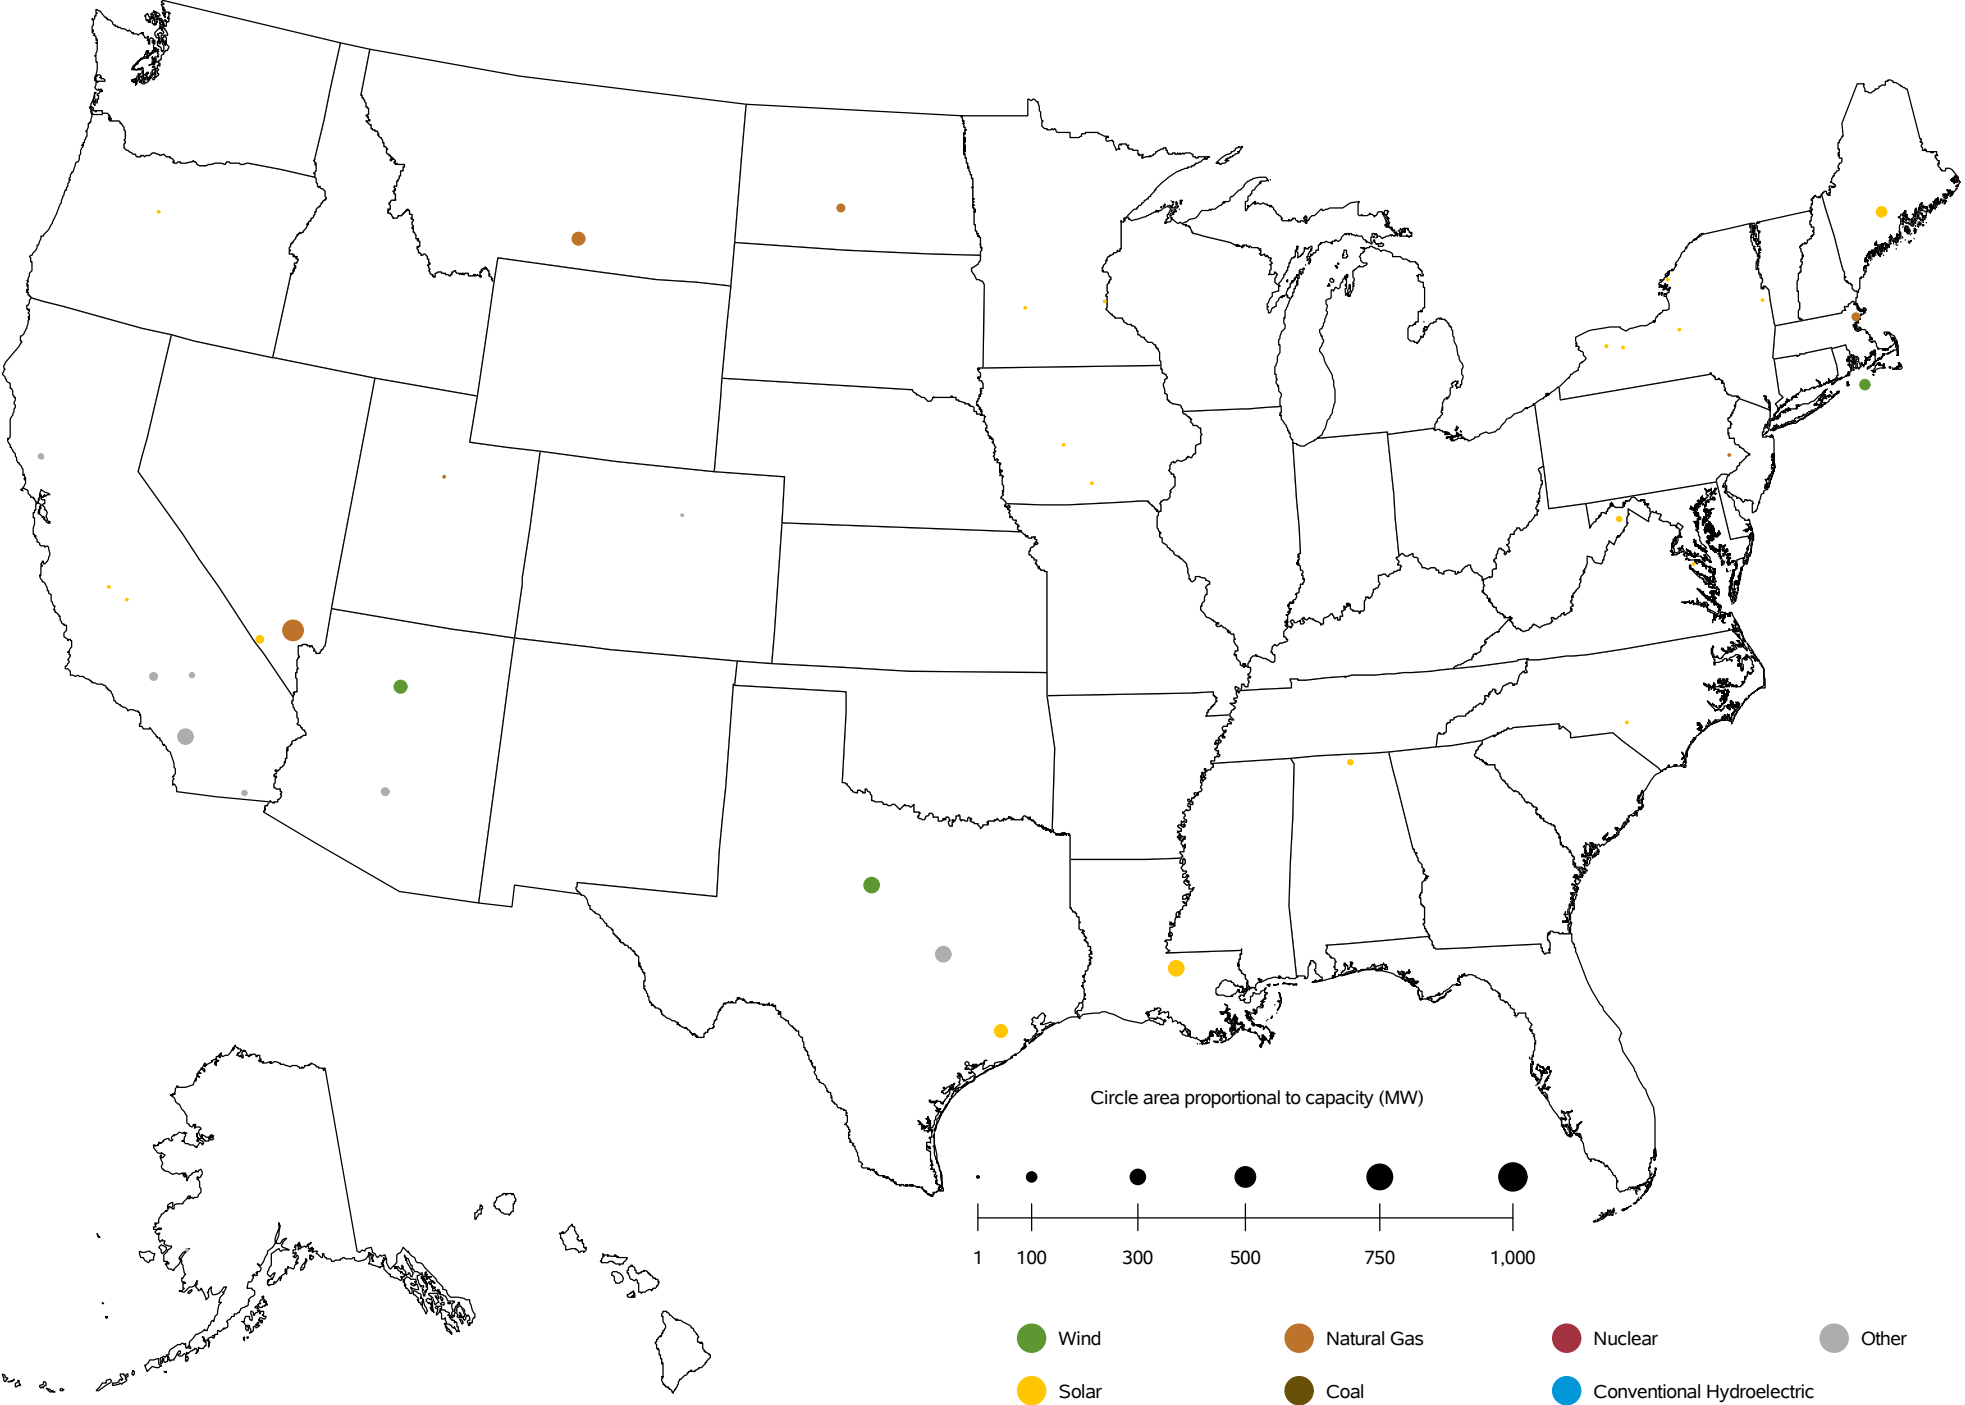 Circle area proportional to capacity (MW)
1 100 300 500 750 1,000
Wind Natural Gas Nuclear Other
Solar Coal Conventional Hydroelectric